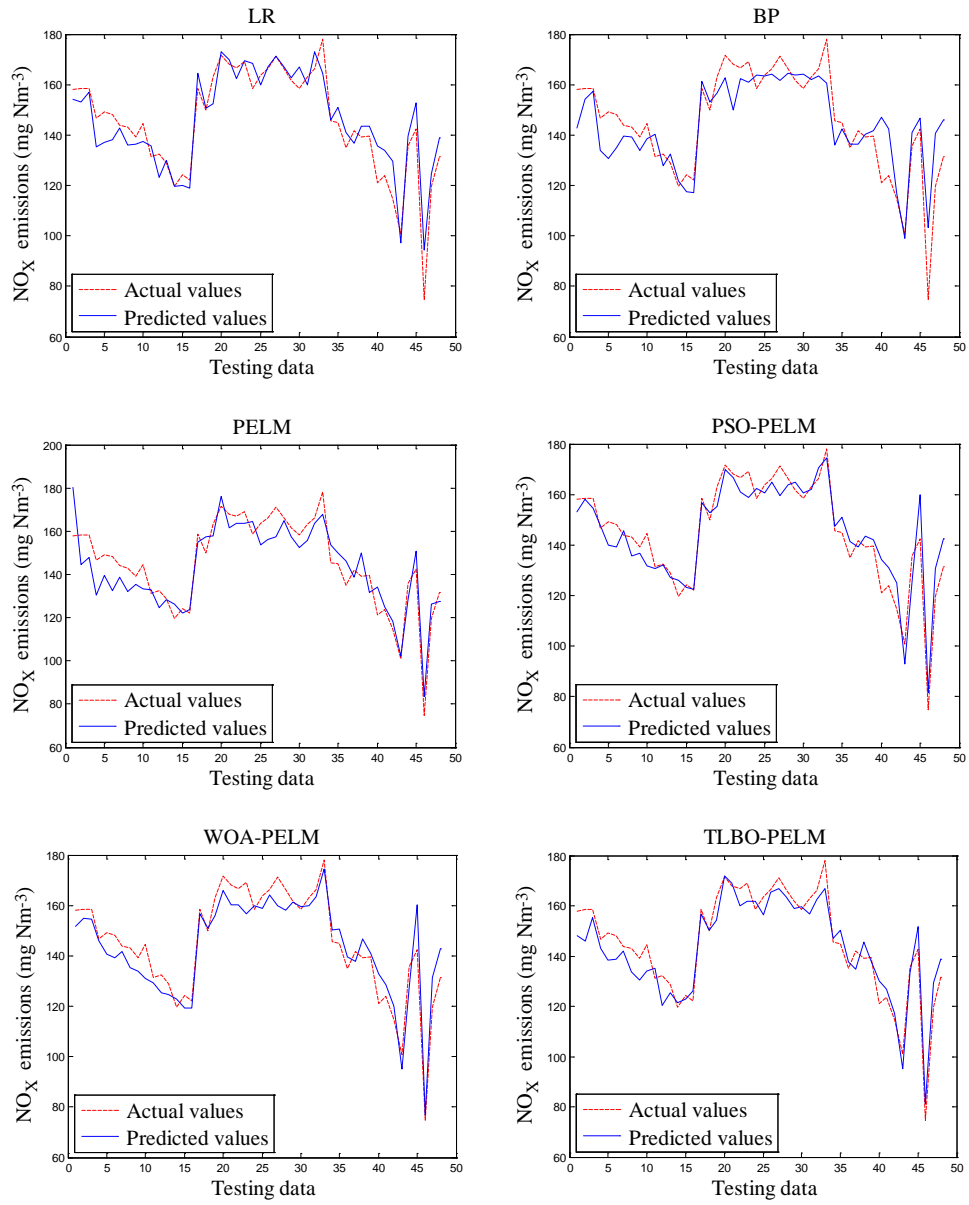 LR
180
160
140
120
100
80
60
NOX emissions (mg Nm-3)
Actual values
Predicted values
0 5 10 15 20 25 30 35 40 45 50
Testing data
BP
180
160
140
120
100
80
60
NOX emissions (mg Nm-3)
Actual values
Predicted values
0 5 10 15 20 25 30 35 40 45 50
Testing data
PELM
200
180
160
140
120
100
80
60
NOX emissions (mg Nm-3)
Actual values
Predicted values
0 5 10 15 20 25 30 35 40 45 50
Testing data
PSO-PELM
180
160
140
120
100
80
60
NOX emissions (mg Nm-3)
Actual values
Predicted values
0 5 10 15 20 25 30 35 40 45 50
Testing data
WOA-PELM
180
160
140
120
100
80
60
NOX emissions (mg Nm-3)
Actual values
Predicted values
0 5 10 15 20 25 30 35 40 45 50
Testing data
TLBO-PELM
180
160
140
120
100
80
60
NOX emissions (mg Nm-3)
Actual values
Predicted values
0 5 10 15 20 25 30 35 40 45 50
Testing data